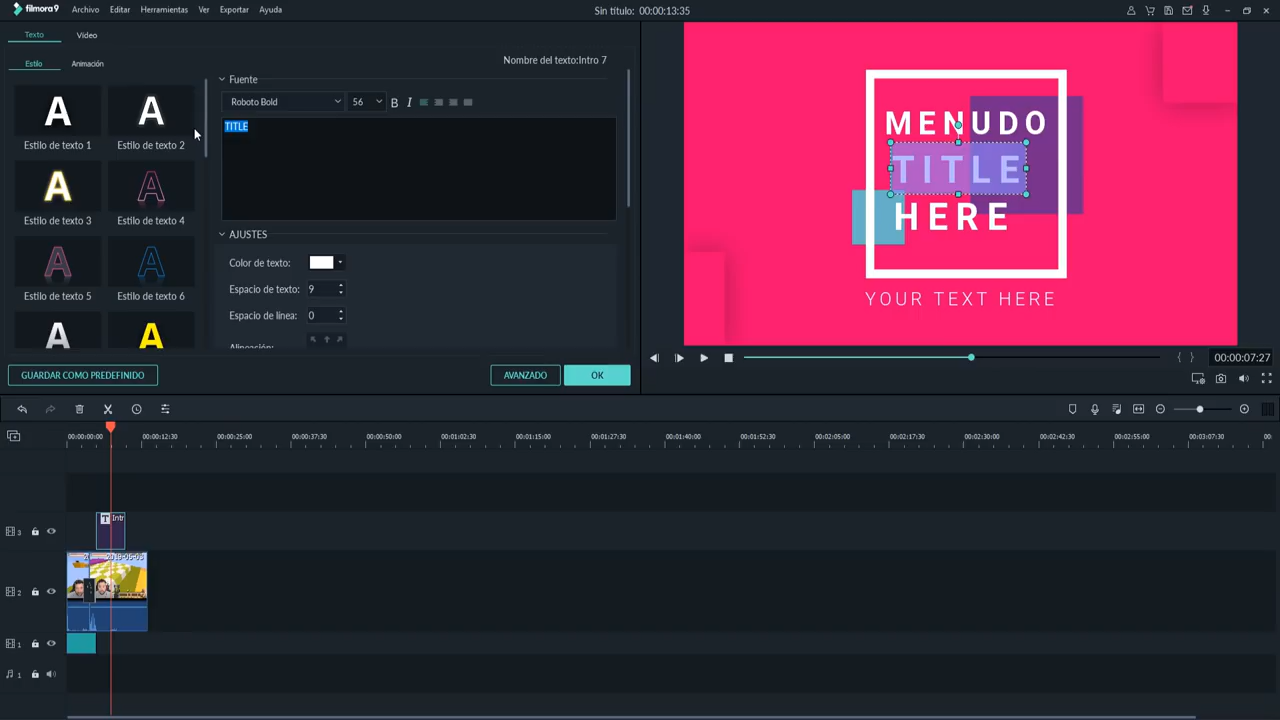 filmora 9 Archivo Editar Herramientas Ver Exportar Ayuda Sin título: 00:00:13:35
Texto Vídeo
Estilo Animación Nombre del texto:Intro 7
Fuente
Roboto Bold 56 B I
TITLE
A A
Estilo de texto 1 Estilo de texto 2
A A
Estilo de texto 3 Estilo de texto 4
A A
Estilo de texto 5 Estilo de texto 6
A A
AJUSTES
Color de texto:
Espacio de texto: 9
Espacio de línea: 0
Alineación:
GUARDAR COMO PREDEFINIDO AVANZADO OK
MENUDO
TITLE
HERE
YOUR TEXT HERE
{ } 00:00:07:27
00:00:00:00 00:00:12:30 00:00:25:00 00:00:37:30 00:00:50:00 00:01:02:30 00:01:15:00 00:01:27:30 00:01:40:00 00:01:52:30 00:02:05:00 00:02:17:30 00:02:30:00 00:02:42:30 00:02:55:00 00:03:07:30 00:
3 T Intr
2
1
1